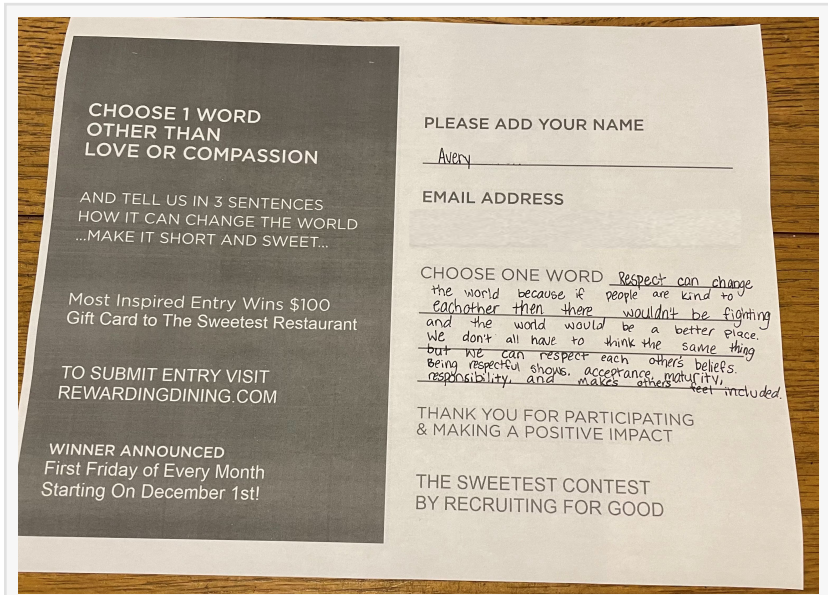 CHOOSE 1 WORD
OTHER THAN
LOVE OR COMPASSION
AND TELL US IN 3 SENTENCES
HOW IT CAN CHANGE THE WORLD
...MAKE IT SHORT AND SWEET...
Most Inspired Entry Wins $100
Gift Card to The Sweetest Restaurant
TO SUBMIT ENTRY VISIT
REWARDINGDINING.COM
WINNER ANNOUNCED
First Friday of Every Month
Starting On December 1st!
PLEASE ADD YOUR NAME
Avery
EMAIL ADDRESS
CHOOSE ONE WORD Respect can change
the world because if people are kind to
eachother then there wouldn't be fighting
and the world would be a better place.
We don't all have to think the same thing
but we can respect each other's beliefs.
Being respectful shows. acceptance, maturity,
responsibility, and makes others feel included.
THANK YOU FOR PARTICIPATING
& MAKING A POSITIVE IMPACT
THE SWEETEST CONTEST
BY RECRUITING FOR GOOD